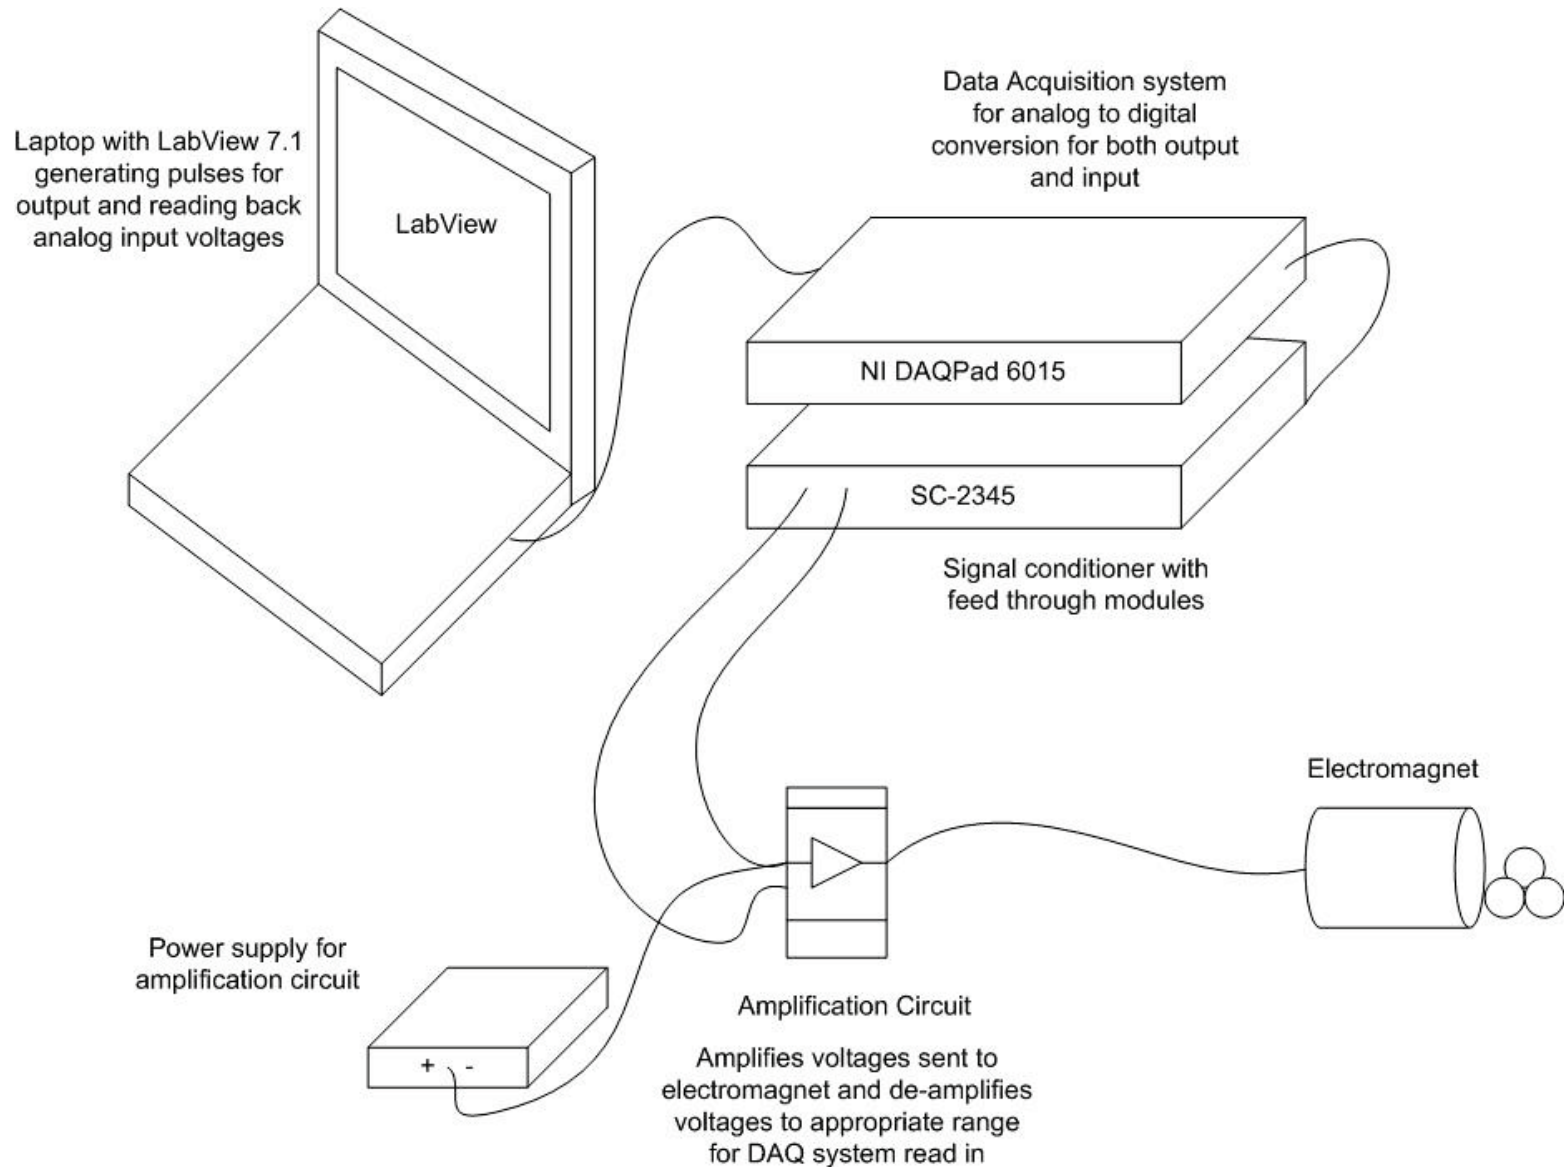 Laptop with LabView 7.1
generating pulses for
output and reading back
analog input voltages
LabView
Data Acquisition system
for analog to digital
conversion for both output
and input
NI DAQPad 6015
SC-2345
Signal conditioner with
feed through modules
Electromagnet
Power supply for
amplification circuit
+ -
Amplification Circuit
Amplifies voltages sent to
electromagnet and de-amplifies
voltages to appropriate range
for DAQ system read in